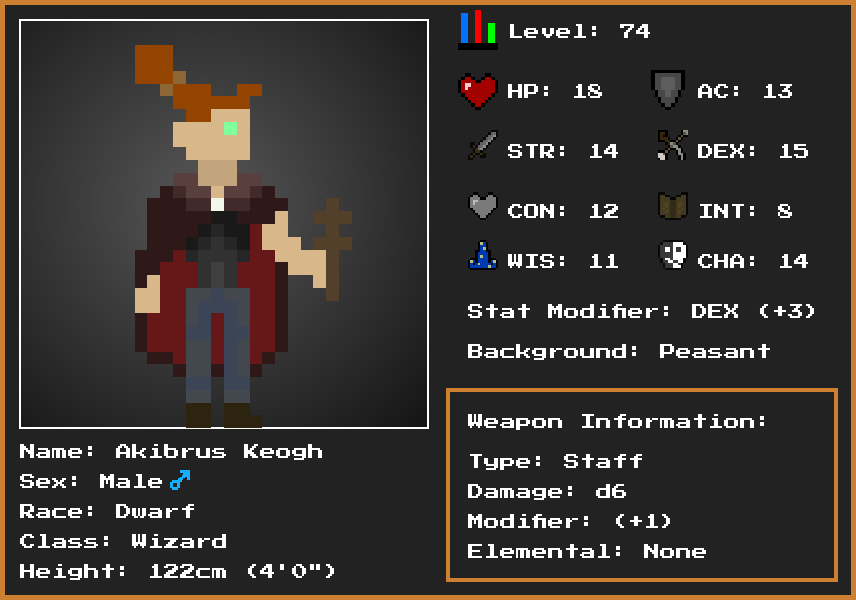 Level: 74
HP: 18 AC: 13
STR: 14 DEX: 15
CON: 12 INT: 8
WIS: 11 CHA: 14
Stat Modifier: DEX (+3)
Background: Peasant
Weapon Information:
Type: Staff
Damage: d6
Modifier: (+1)
Elemental: None
Name: Akibrus Keogh
Sex: Male♂
Race: Dwarf
Class: Wizard
Height: 122cm (4'0")